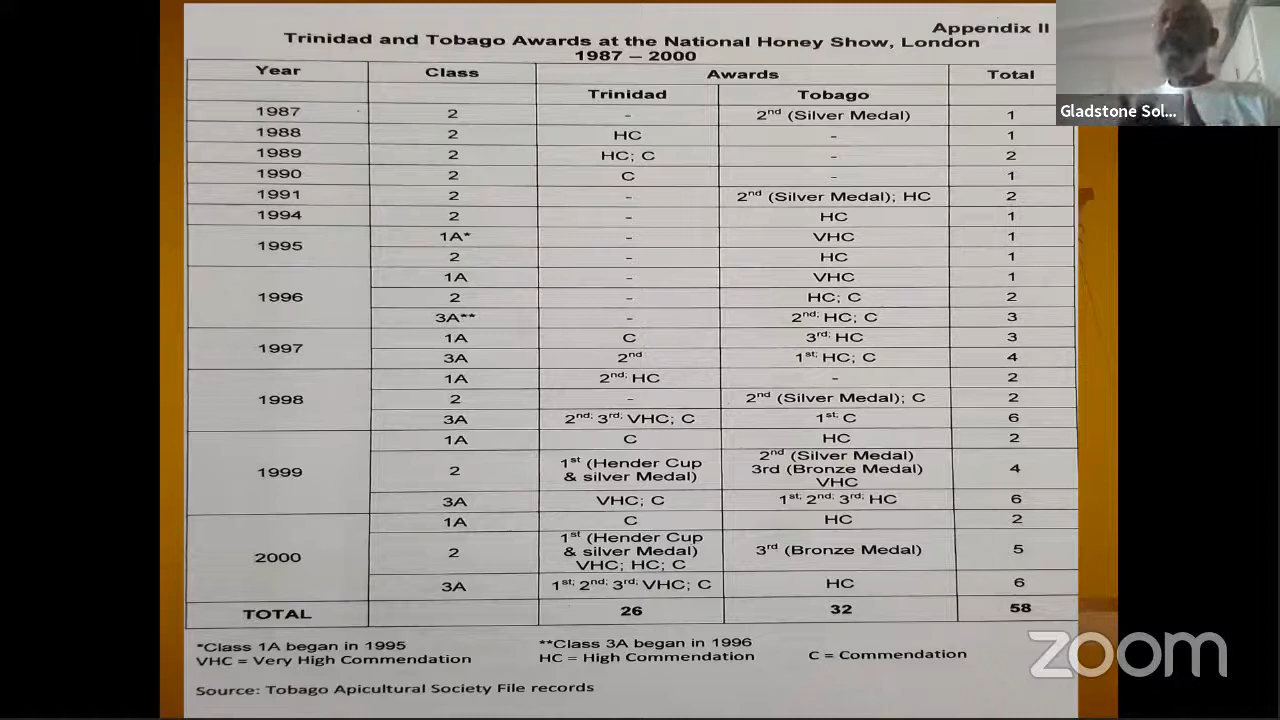 Appendix II
Trinidad and Tobago Awards at the National Honey Show, London
1987 – 2000
Year Class Awards Total
Trinidad Tobago
1987 2 - 2nd (Silver Medal) 1
1988 2 HC - 1
1989 2 HC; C - 2
1990 2 C - 1
1991 2 - 2nd (Silver Medal); HC 2
1994 2 - HC 1
1995 1A* - VHC 1
2 - HC 1
1996 1A - VHC 1
2 - HC; C 2
3A** - 2nd; HC; C 3
1997 1A C 3rd; HC 3
3A 2nd 1st; HC; C 4
1998 1A 2nd; HC - 2
2 - 2nd (Silver Medal); C 2
3A 2nd; 3rd; VHC; C 1st; C 6
1999 1A C HC 2
2 1st (Hender Cup & silver Medal) 2nd (Silver Medal) 3rd (Bronze Medal) VHC 4
3A VHC; C 1st; 2nd; 3rd; HC 6
2000 1A C HC 2
2 1st (Hender Cup & silver Medal) VHC; HC; C 3rd (Bronze Medal) 5
3A 1st; 2nd; 3rd; VHC; C HC 6
TOTAL 26 32 58
*Class 1A began in 1995 **Class 3A began in 1996
VHC = Very High Commendation HC = High Commendation C = Commendation
Source: Tobago Apicultural Society File records
Gladstone Sol...
zoom